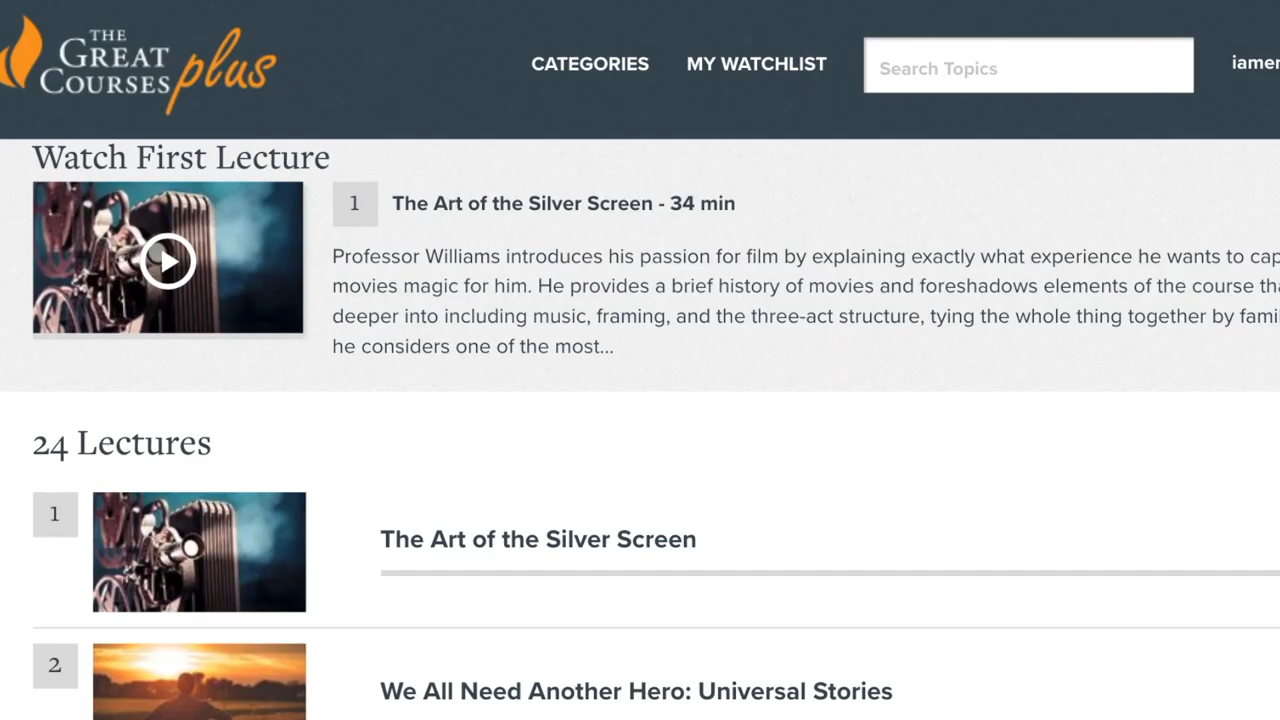 THE
GREAT
COURSES plus
CATEGORIES
MY WATCHLIST
Search Topics
Watch First Lecture
1
The Art of the Silver Screen - 34 min
Professor Williams introduces his passion for film by explaining exactly what experience he wants to
movies magic for him. He provides a brief history of movies and foreshadows elements of the course
deeper into including music, framing, and the three-act structure, tying the whole thing together by
he considers one of the most...
24 Lectures
1
The Art of the Silver Screen
2
We All Need Another Hero: Universal Stories